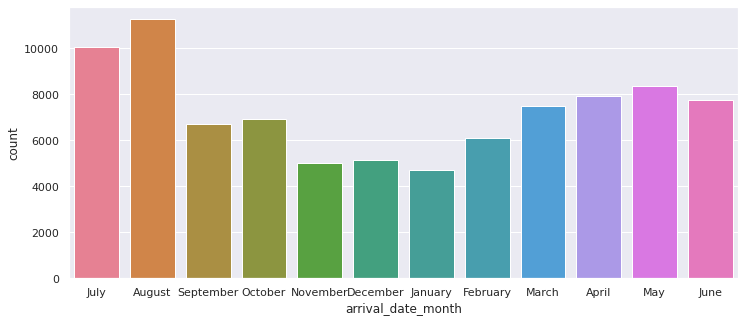 10000
8000
6000
4000
2000
0
count
July August September October November December January February March April May June
arrival_date_month